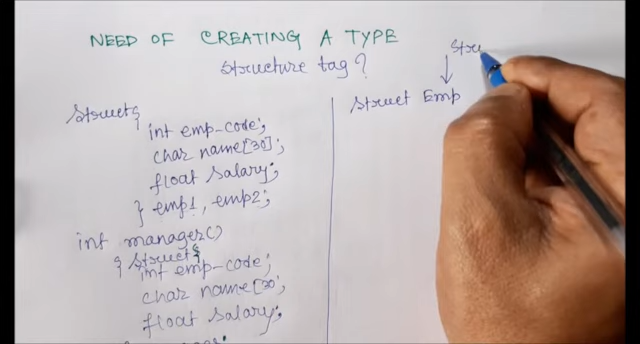 NEED OF CREATING A TYPE
Structure tag?
Struct{
int emp-code;
char name[30];
float salary;
} emp1, emp2;
int manager()
{ struct{
int emp-code;
char name[30;
float salary;
Stru
Struct Emp